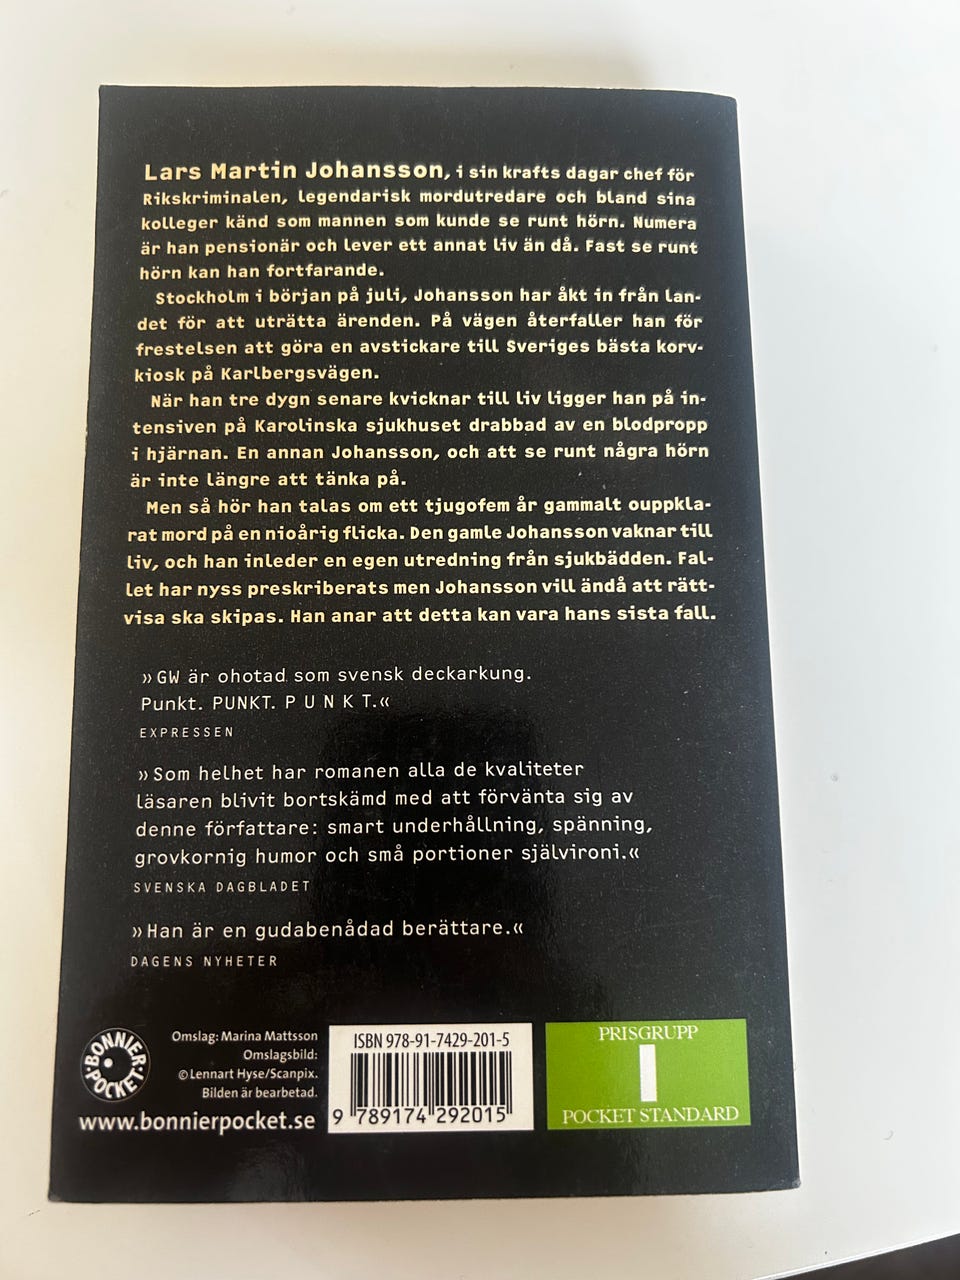 Lars Martin Johansson, i sin krafts dagar chef för
Rikskriminalen, legendarisk mordutredare och bland sina
kolleger känd som mannen som kunde se runt hörn. Numera
är han pensionär och lever ett annat liv än då. Fast se runt
hörn kan han fortfarande.
Stockholm i början på juli, Johansson har åkt in från lan-
det för att uträtta ärenden. På vägen återfaller han för
frestelsen att göra en avstickare till Sveriges bästa korv-
kiosk på Karlbergsvägen.
När han tre dygn senare kvicknar till liv ligger han på in-
tensiven på Karolinska sjukhuset drabbad av en blodpropp
i hjärnan. En annan Johansson, och att se runt några hörn
är inte längre att tänka på.
Men så hör han talas om ett tjugofem år gammalt ouppkla-
rat mord på en nioårig flicka. Den gamle Johansson vaknar till
liv, och han inleder en egen utredning från sjukbädden. Fal-
let har nyss preskriberats men Johansson vill ändå att rätt-
visa ska skipas. Han anar att detta kan vara hans sista fall.
»GW är ohotad som svensk deckarkung.
Punkt. PUNKT. P U N K T.«
EXPRESSEN
»Som helhet har romanen alla de kvaliteter
läsaren blivit bortskämd med att förvänta sig av
denne författare: smart underhållning, spänning,
grovkornig humor och små portioner självironi.«
SVENSKA DAGBLADET
»Han är en gudabenådad berättare.«
DAGENS NYHETER
BONNIER POCKET
Omslag: Marina Mattsson
Omslagsbild:
© Lennart Hyse/Scanpix.
Bilden är bearbetad.
www.bonnierpocket.se
ISBN 978-91-7429-201-5
9 789174 292015
PRISGRUPP
1
POCKET STANDARD